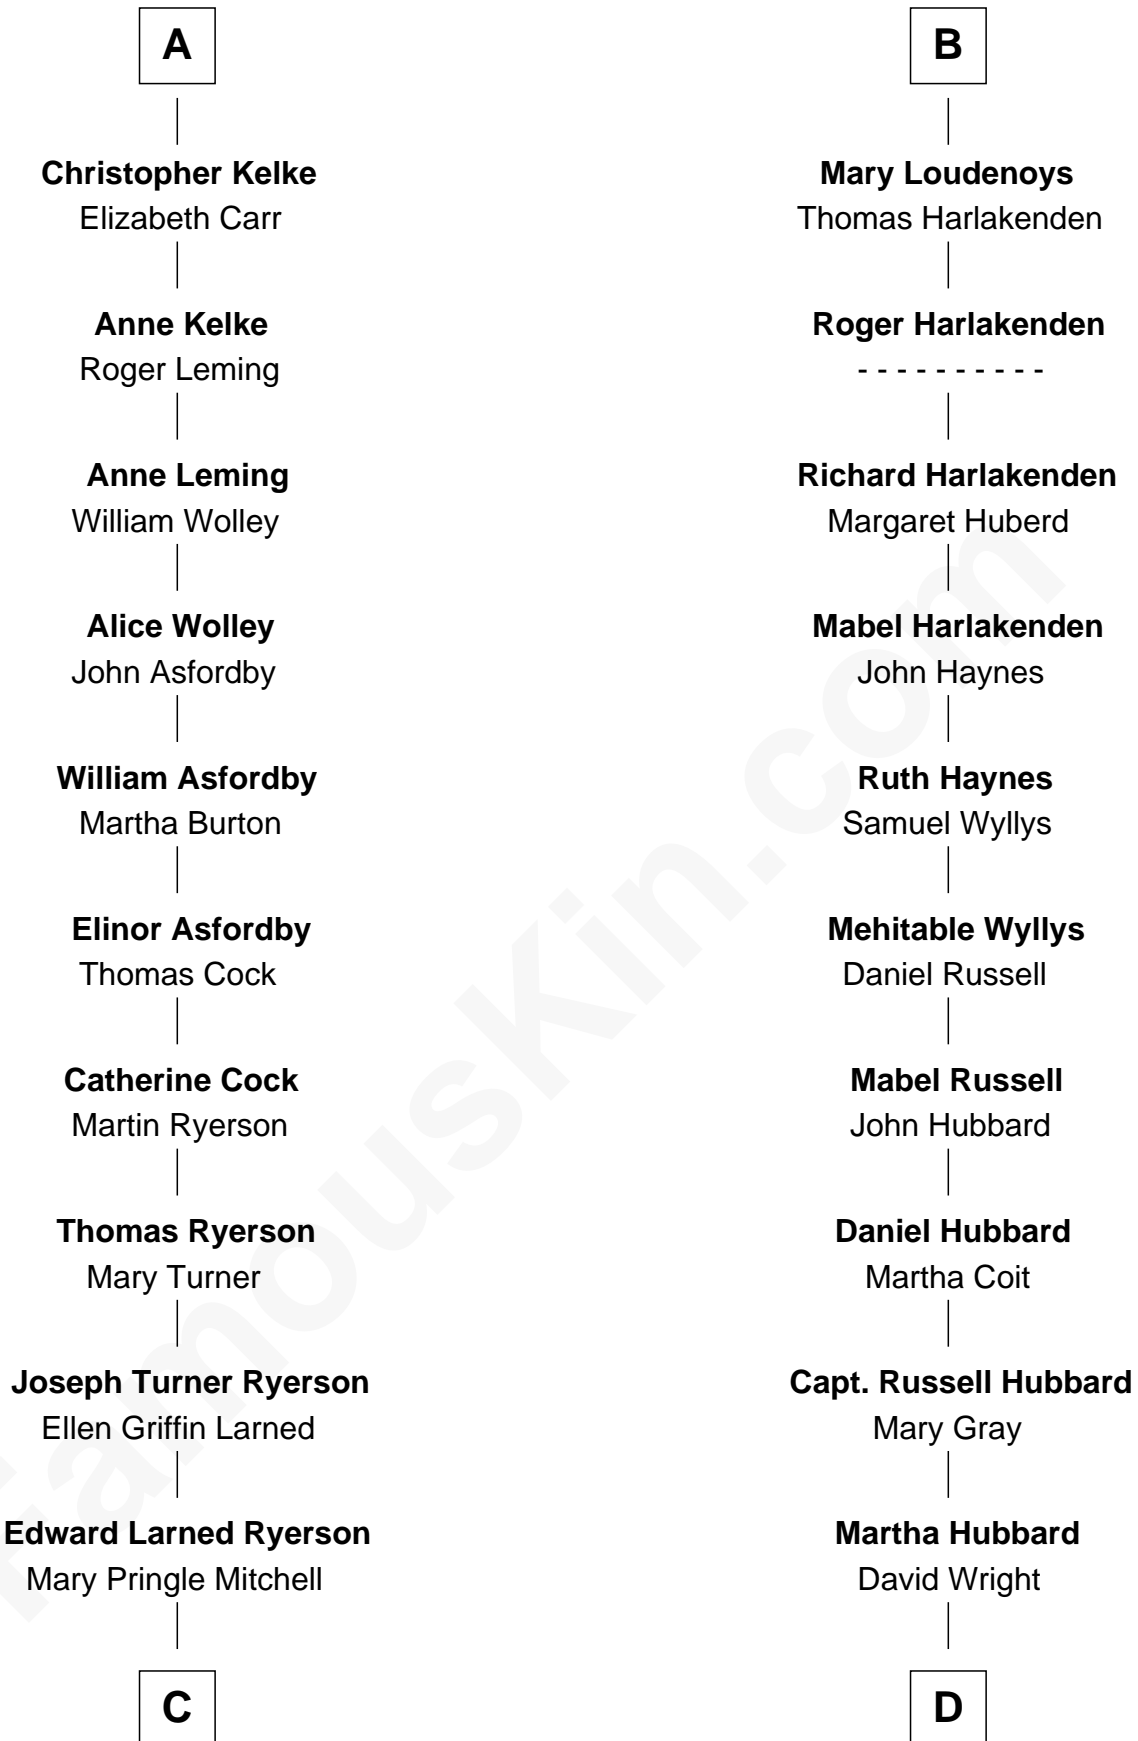 A
Christopher Kelke
Elizabeth Carr
Anne Kelke
Roger Leming
Anne Leming
William Wolley
Alice Wolley
John Asfordby
William Asfordby
Martha Burton
Elinor Asfordby
Thomas Cock
Catherine Cock
Martin Ryerson
Thomas Ryerson
Mary Turner
Joseph Turner Ryerson
Ellen Griffin Larned
Edward Larned Ryerson
Mary Pringle Mitchell
C
B
Mary Loudenoys
Thomas Harlakenden
Roger Harlakenden
- - - - - - - - - -
Richard Harlakenden
Margaret Huberd
Mabel Harlakenden
John Haynes
Ruth Haynes
Samuel Wyllys
Mehitable Wyllys
Daniel Russell
Mabel Russell
John Hubbard
Daniel Hubbard
Martha Coit
Capt. Russell Hubbard
Mary Gray
Martha Hubbard
David Wright
D
FamousKin.com